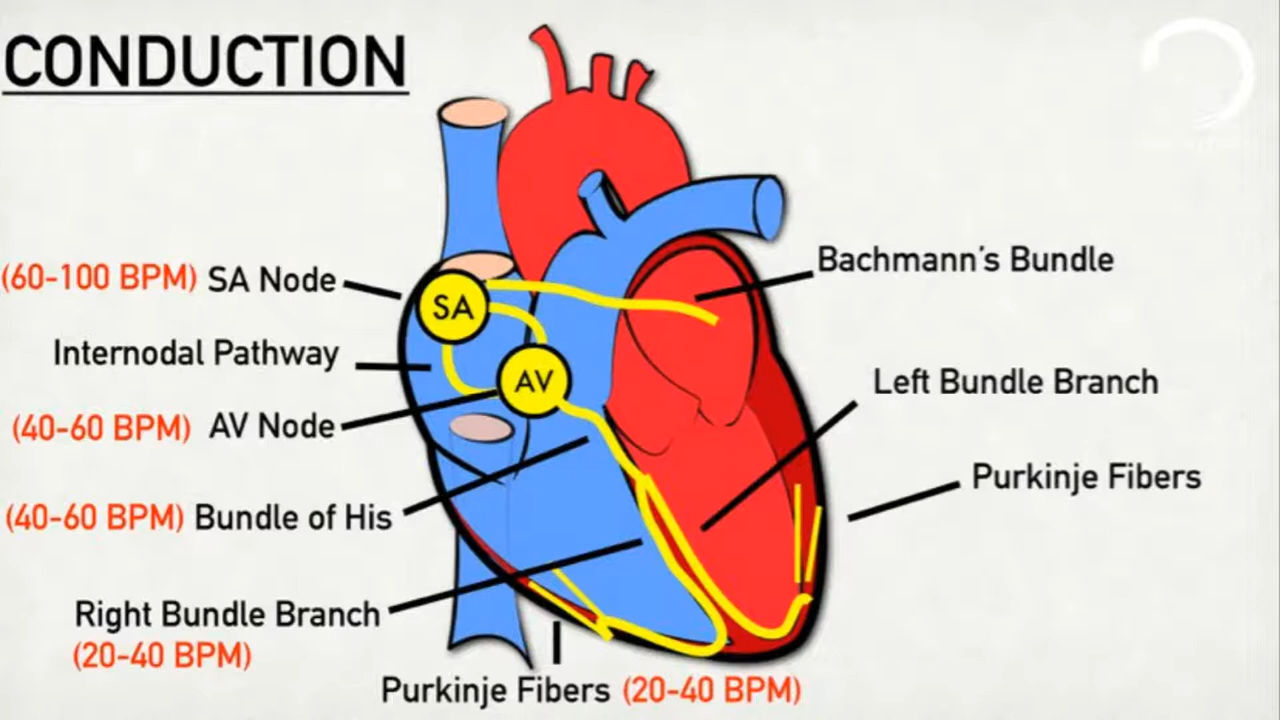 CONDUCTION
(60-100 BPM) SA Node
SA
Bachmann's Bundle
Internodal Pathway
AV
Left Bundle Branch
(40-60 BPM) AV Node
Purkinje Fibers
(40-60 BPM) Bundle of His
Right Bundle Branch
(20-40 BPM)
Purkinje Fibers (20-40 BPM)